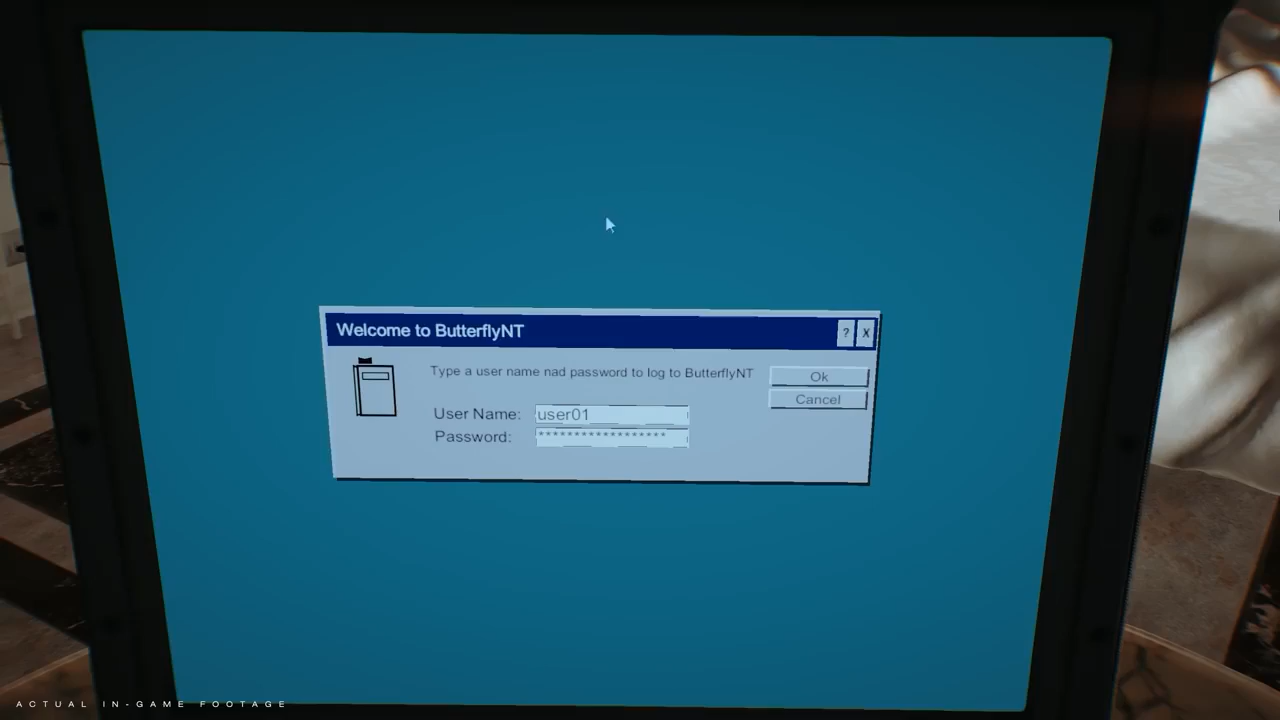 Welcome to ButterflyNT
? X
Type a user name nad password to log to ButterflyNT
Ok
Cancel
User Name: user01
Password: ******************
ACTUAL IN-GAME FOOTAGE